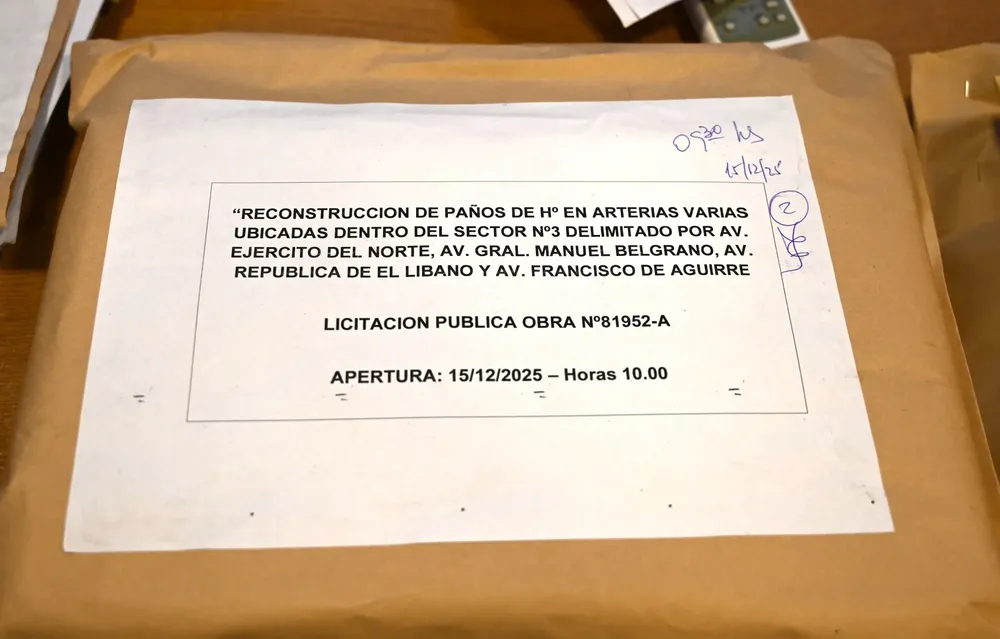 09³⁰ hs
15/12/25
2
“RECONSTRUCCION DE PAÑOS DE Hº EN ARTERIAS VARIAS
UBICADAS DENTRO DEL SECTOR Nº3 DELIMITADO POR AV.
EJERCITO DEL NORTE, AV. GRAL. MANUEL BELGRANO, AV.
REPUBLICA DE EL LIBANO Y AV. FRANCISCO DE AGUIRRE
LICITACION PUBLICA OBRA Nº81952-A
APERTURA: 15/12/2025 – Horas 10.00